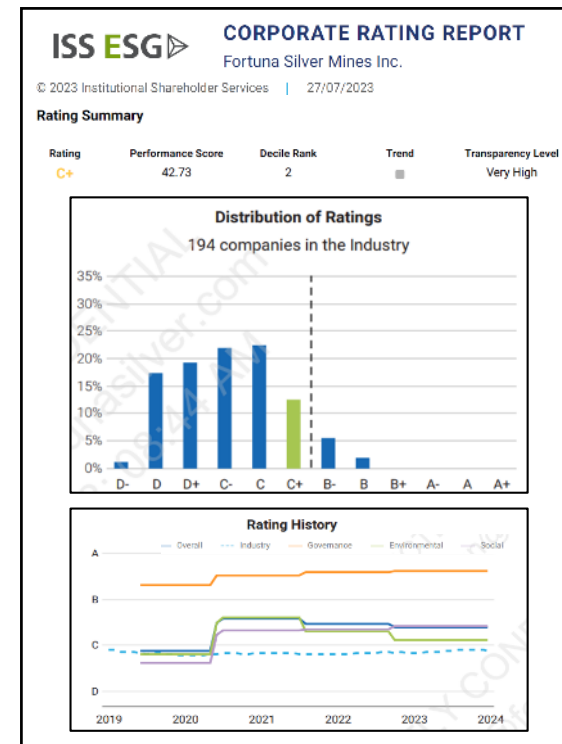 ISS ESG
CORPORATE RATING REPORT
Fortuna Silver Mines Inc.
© 2023 Institutional Shareholder Services | 27/07/2023
Rating Summary
Rating Performance Score Decile Rank Trend Transparency Level
C+ 42.73 2 Very High
Distribution of Ratings
194 companies in the Industry
35%
30%
25%
20%
15%
10%
5%
0%
D- D D+ C- C C+ B- B B+ A- A A+
Rating History
Overall Industry Governance Environmental Social
A
B
C
D
2019 2020 2021 2022 2023 2024